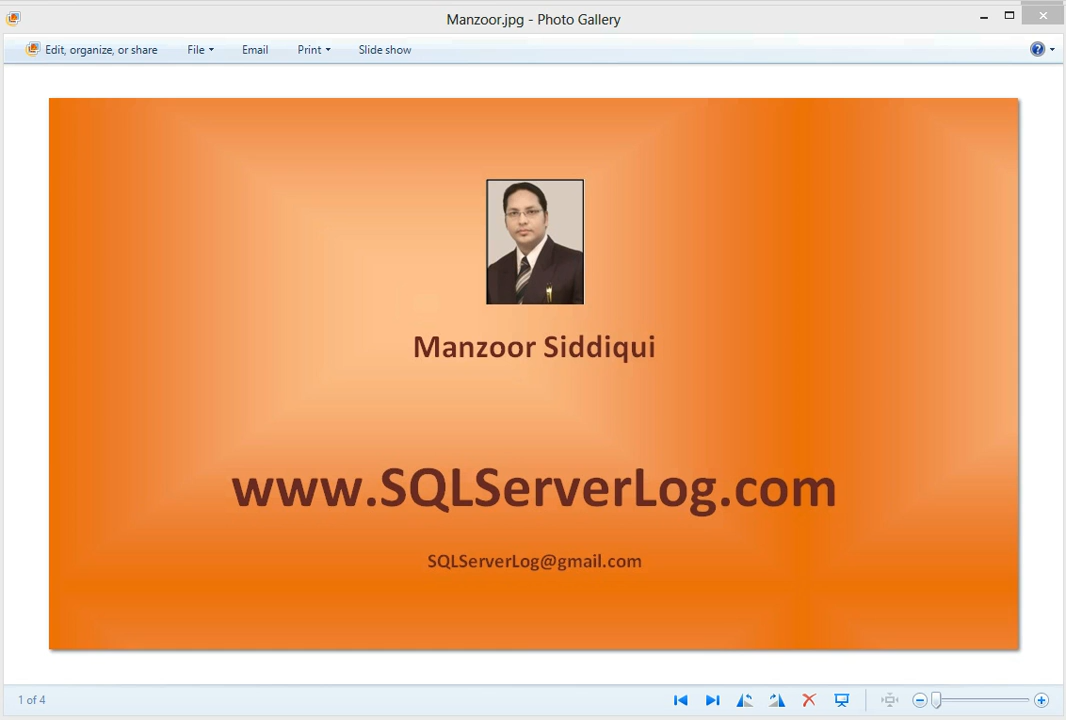 Manzoor.jpg - Photo Gallery
Edit, organize, or share File Email Print Slide show
Manzoor Siddiqui
www.SQLServerLog.com
SQLServerLog@gmail.com
1 of 4